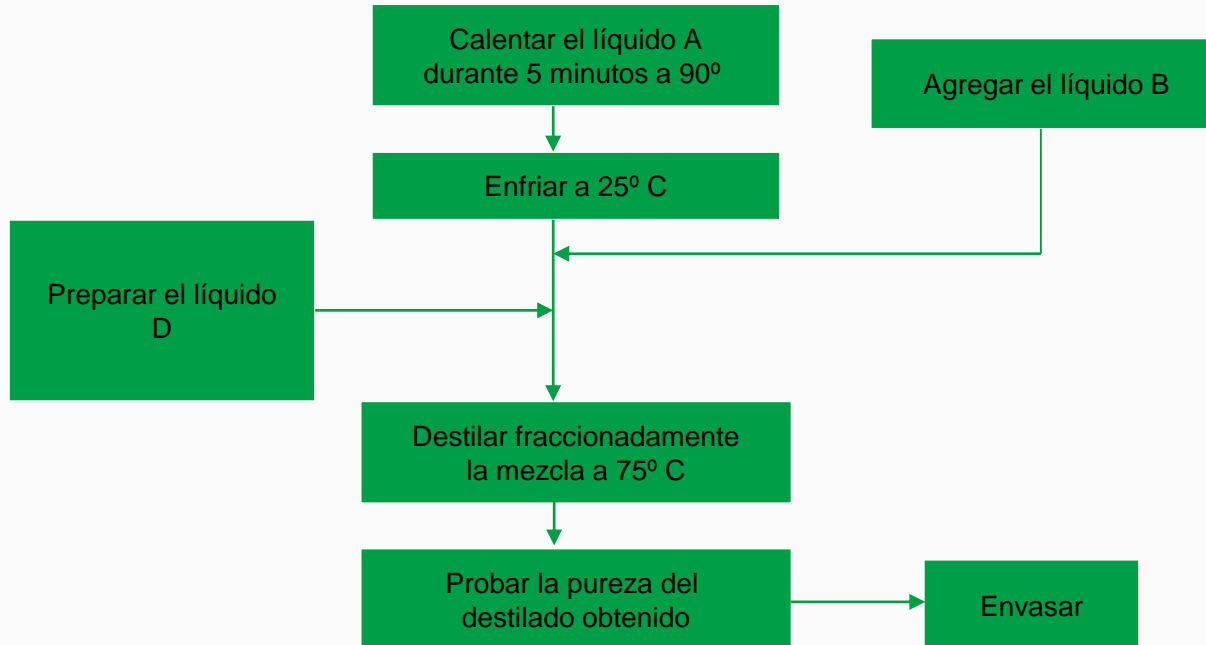 Calentar el líquido A
durante 5 minutos a 90º
Agregar el líquido B
Enfriar a 25º C
Preparar el líquido
D
Destilar fraccionadamente
la mezcla a 75º C
Probar la pureza del
destilado obtenido
Envasar